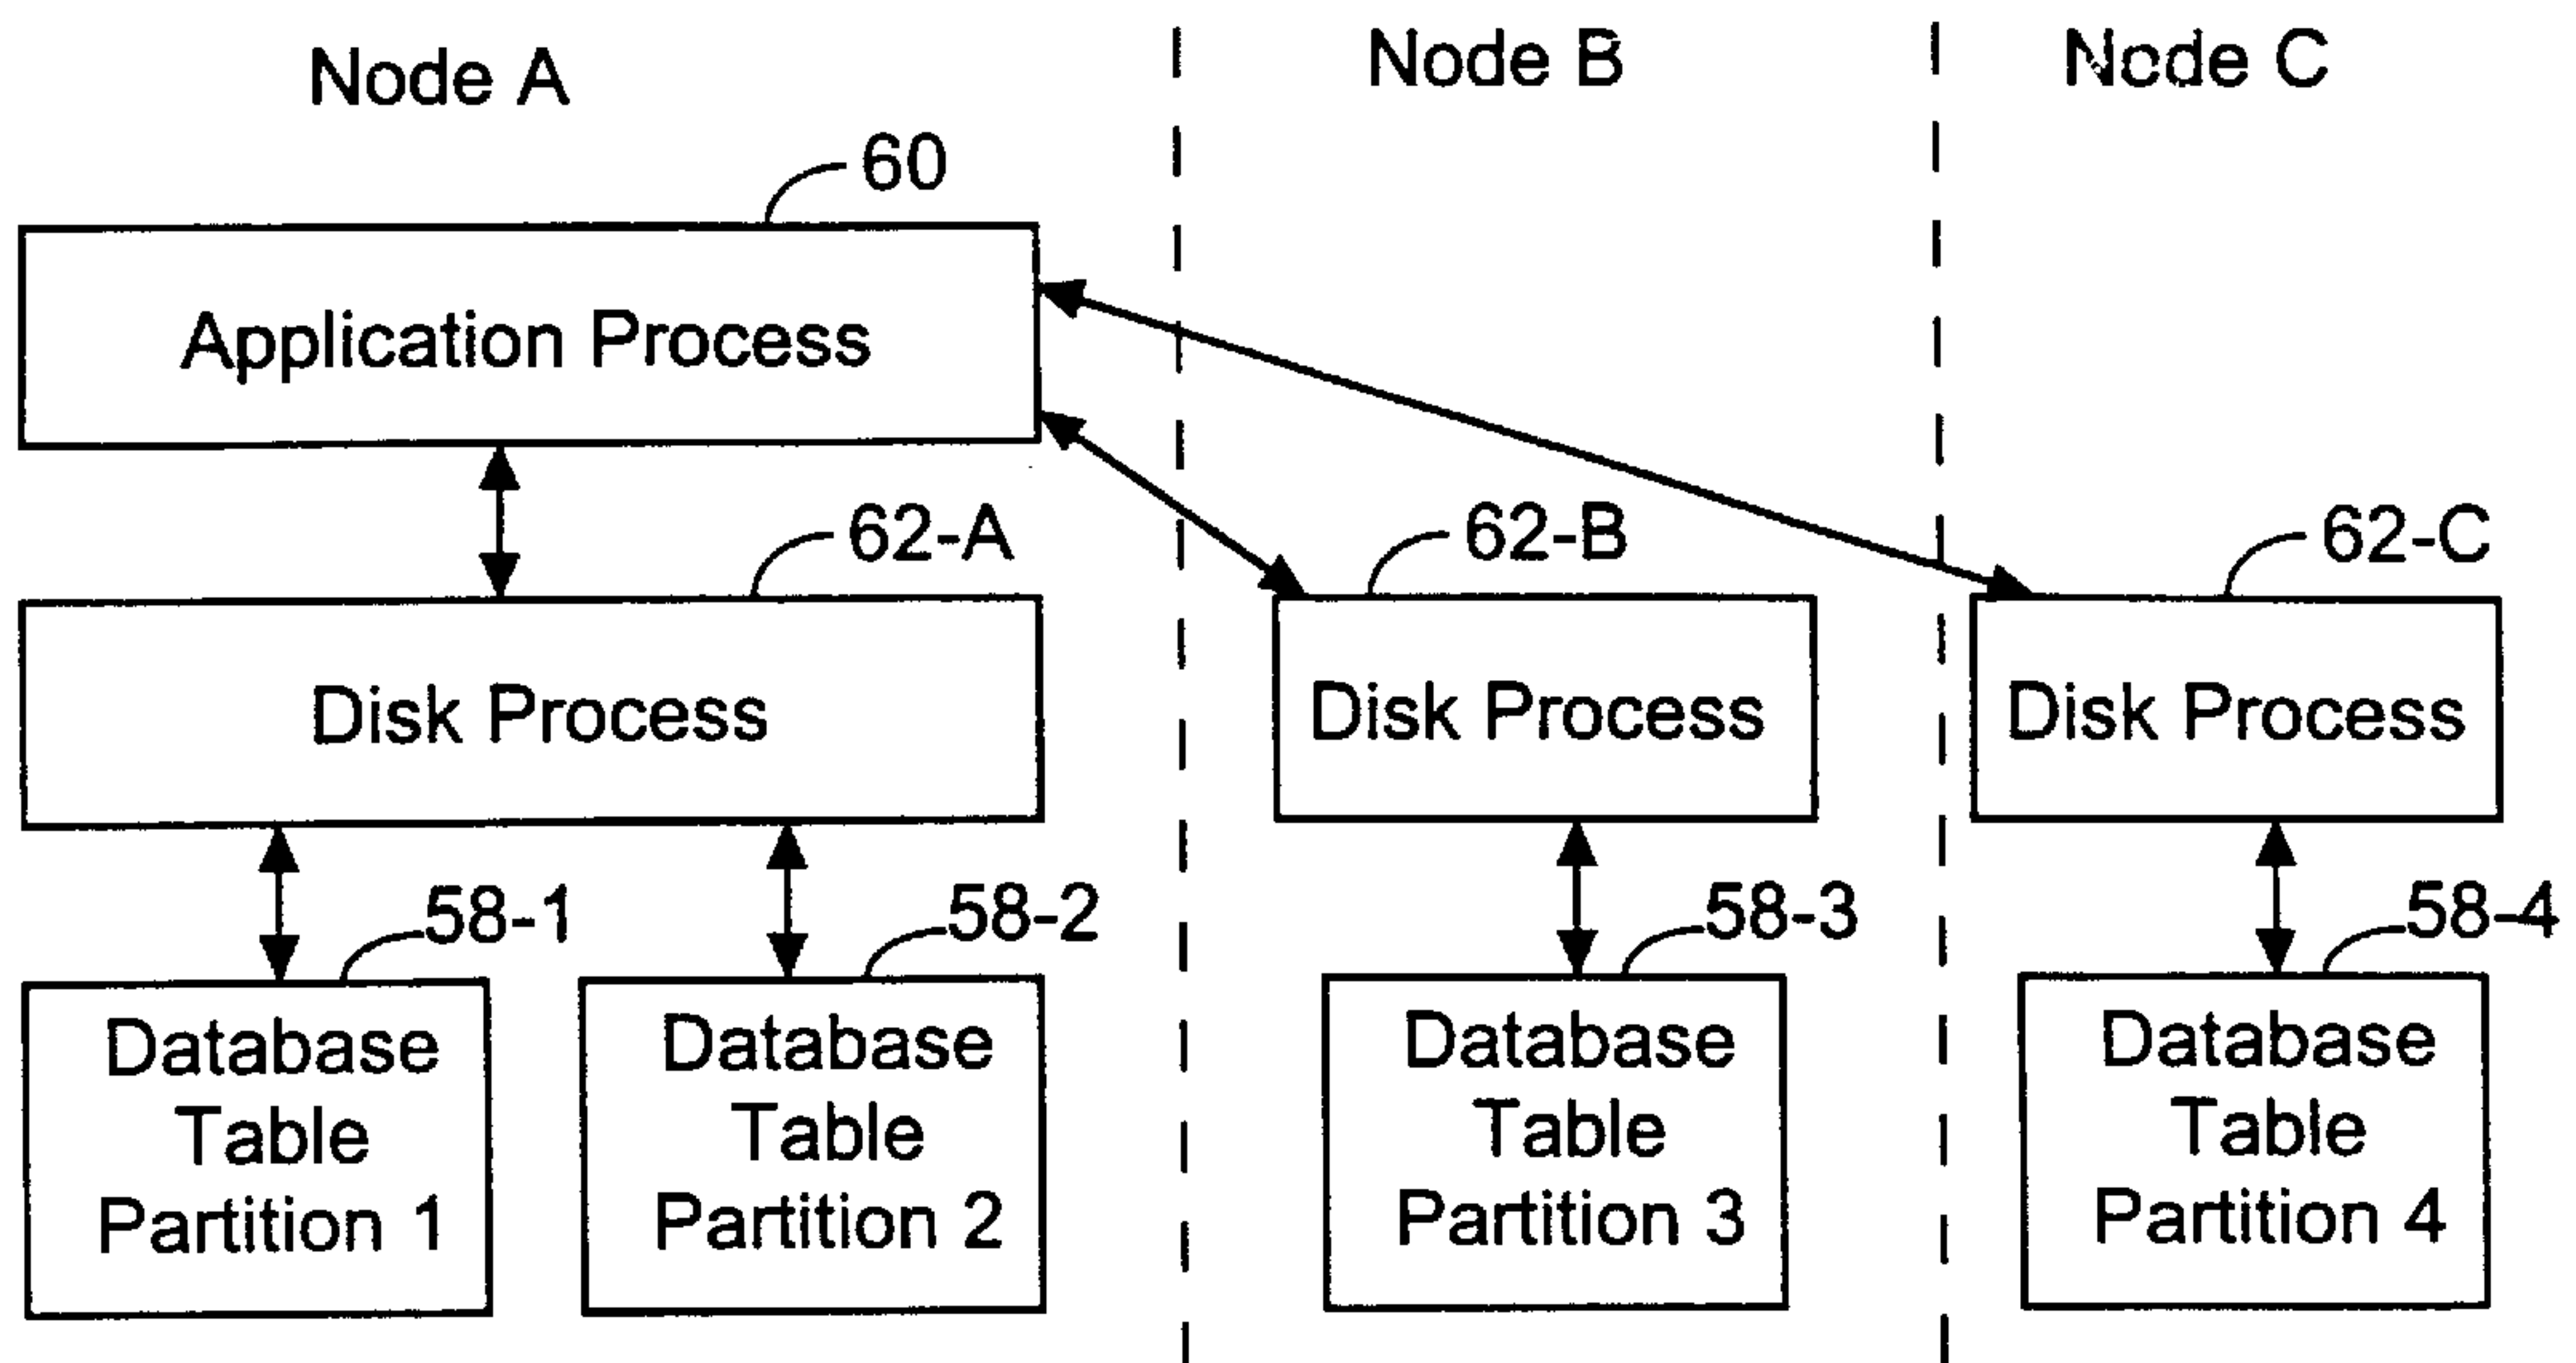 Node A
Node B
Node C
60
Application Process
62-A
62-B
62-C
Disk Process
Disk Process
Disk Process
58-1
58-2
58-3
58-4
Database
Table
Partition 1
Database
Table
Partition 2
Database
Table
Partition 3
Database
Table
Partition 4